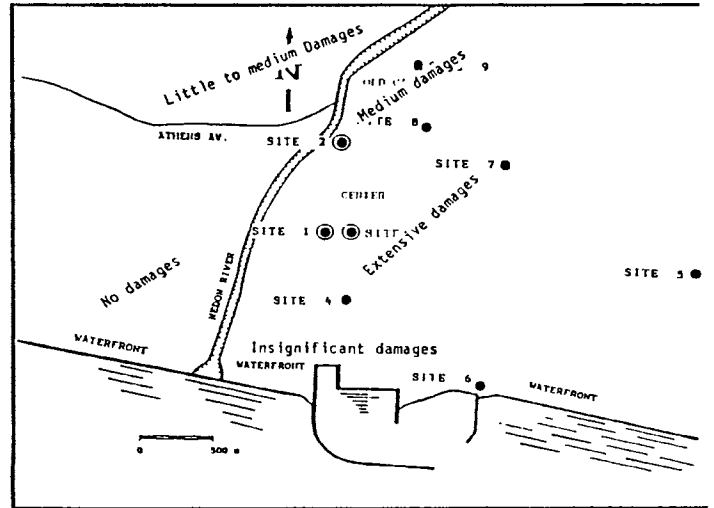 Little to medium Damages
N
9
Medium damages
8
ATHENS AV.
SITE 2
SITE 7
CENTER
SITE 1
SITE
Extensive damages
SITE 5
No damages
NEDON RIVER
SITE 4
WATERFRONT
Insignificant damages
WATERFRONT
SITE 6
WATERFRONT
0 500 m